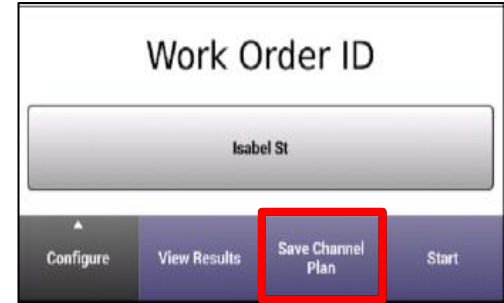 Work Order ID
Isabel St
Configure
View Results
Save Channel
Plan
Start